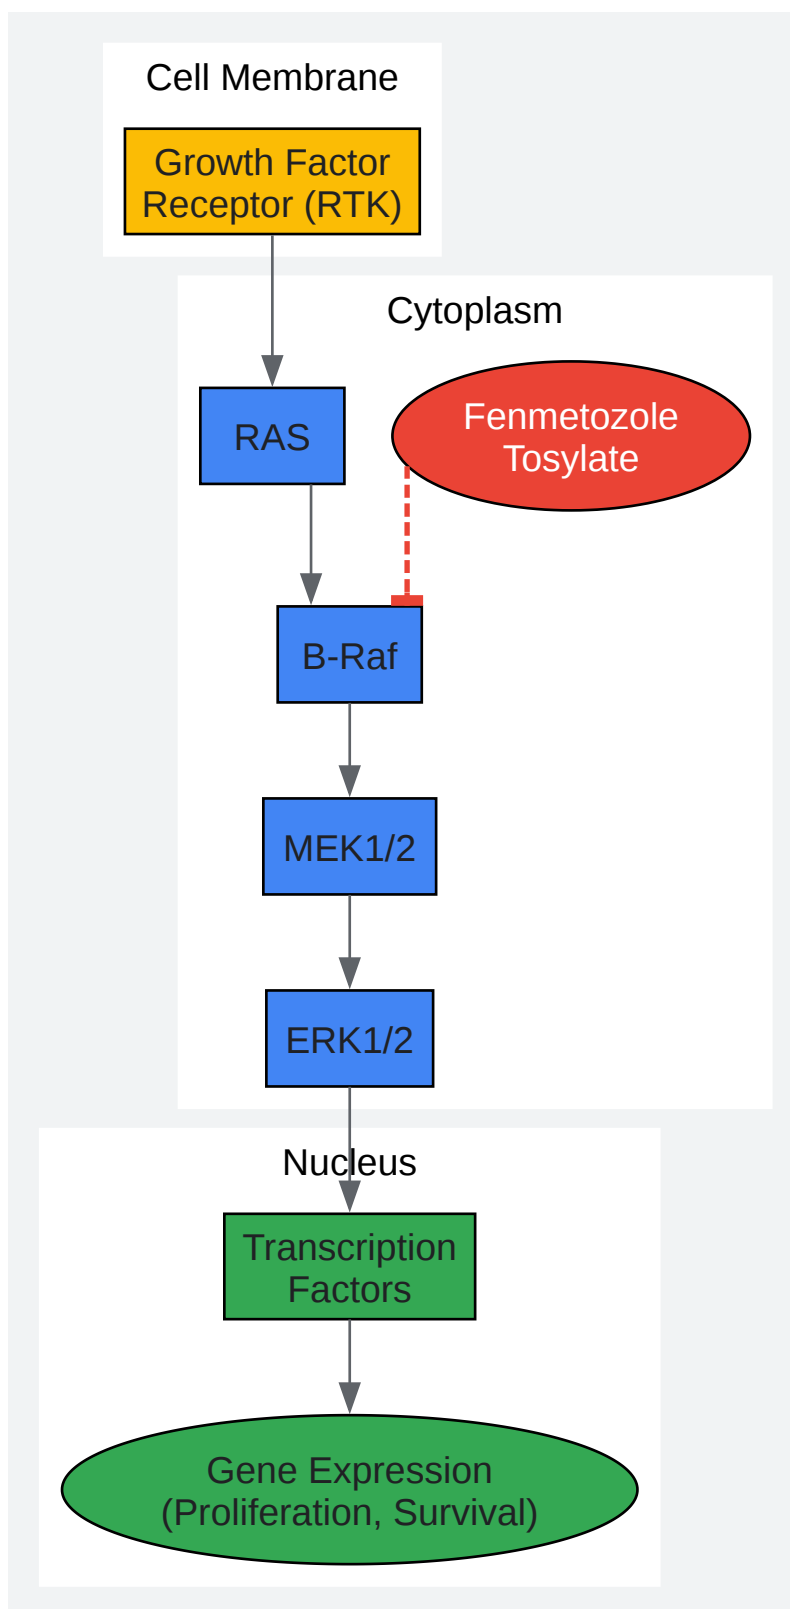 Cell Membrane
Growth Factor
Receptor (RTK)
Cytoplasm
RAS
Fenmetozole
Tosylate
B-Raf
MEK1/2
ERK1/2
Nucleus
Transcription
Factors
Gene Expression
(Proliferation, Survival)